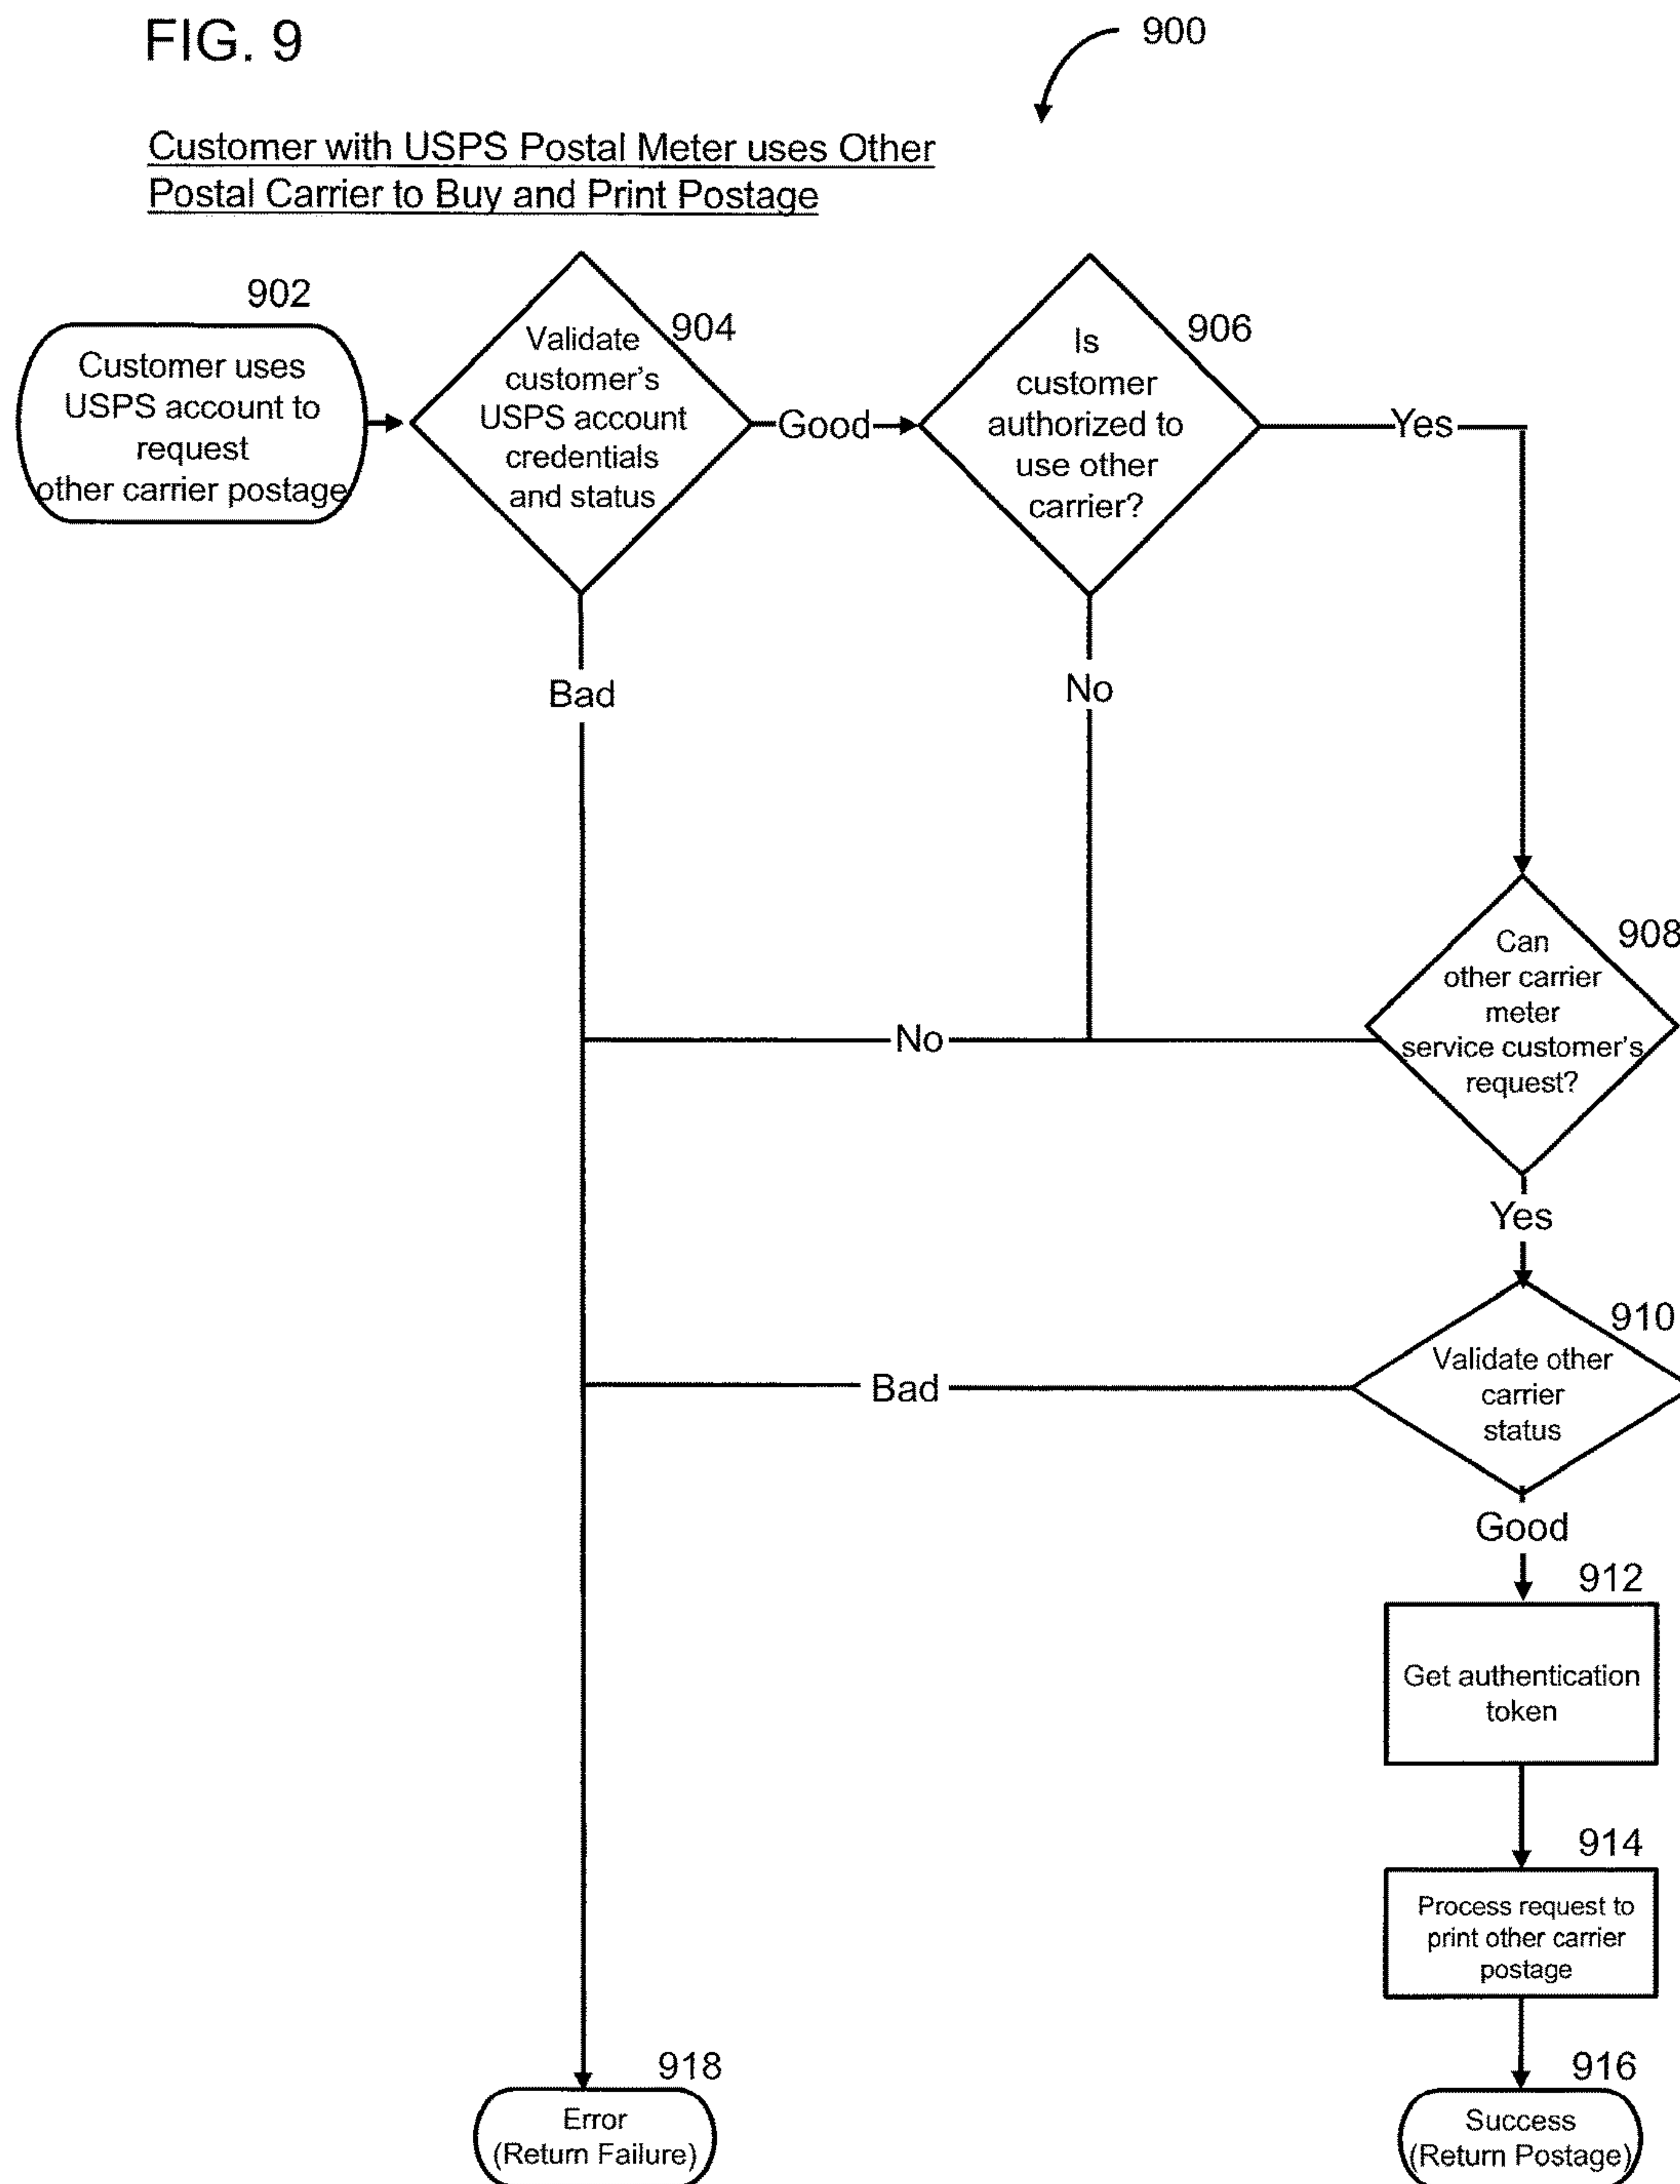 FIG. 9
900
Customer with USPS Postal Meter uses Other
Postal Carrier to Buy and Print Postage
902
Customer uses
USPS account to
request
other carrier postage
904
Validate
customer's
USPS account
credentials
and status
Good
906
Is
customer
authorized to
use other
carrier?
Yes
Bad
No
908
Can
other carrier
meter
service customer's
request?
No
Yes
910
Validate other
carrier
status
Bad
Good
912
Get authentication
token
914
Process request to
print other carrier
postage
918
Error
(Return Failure)
916
Success
(Return Postage)